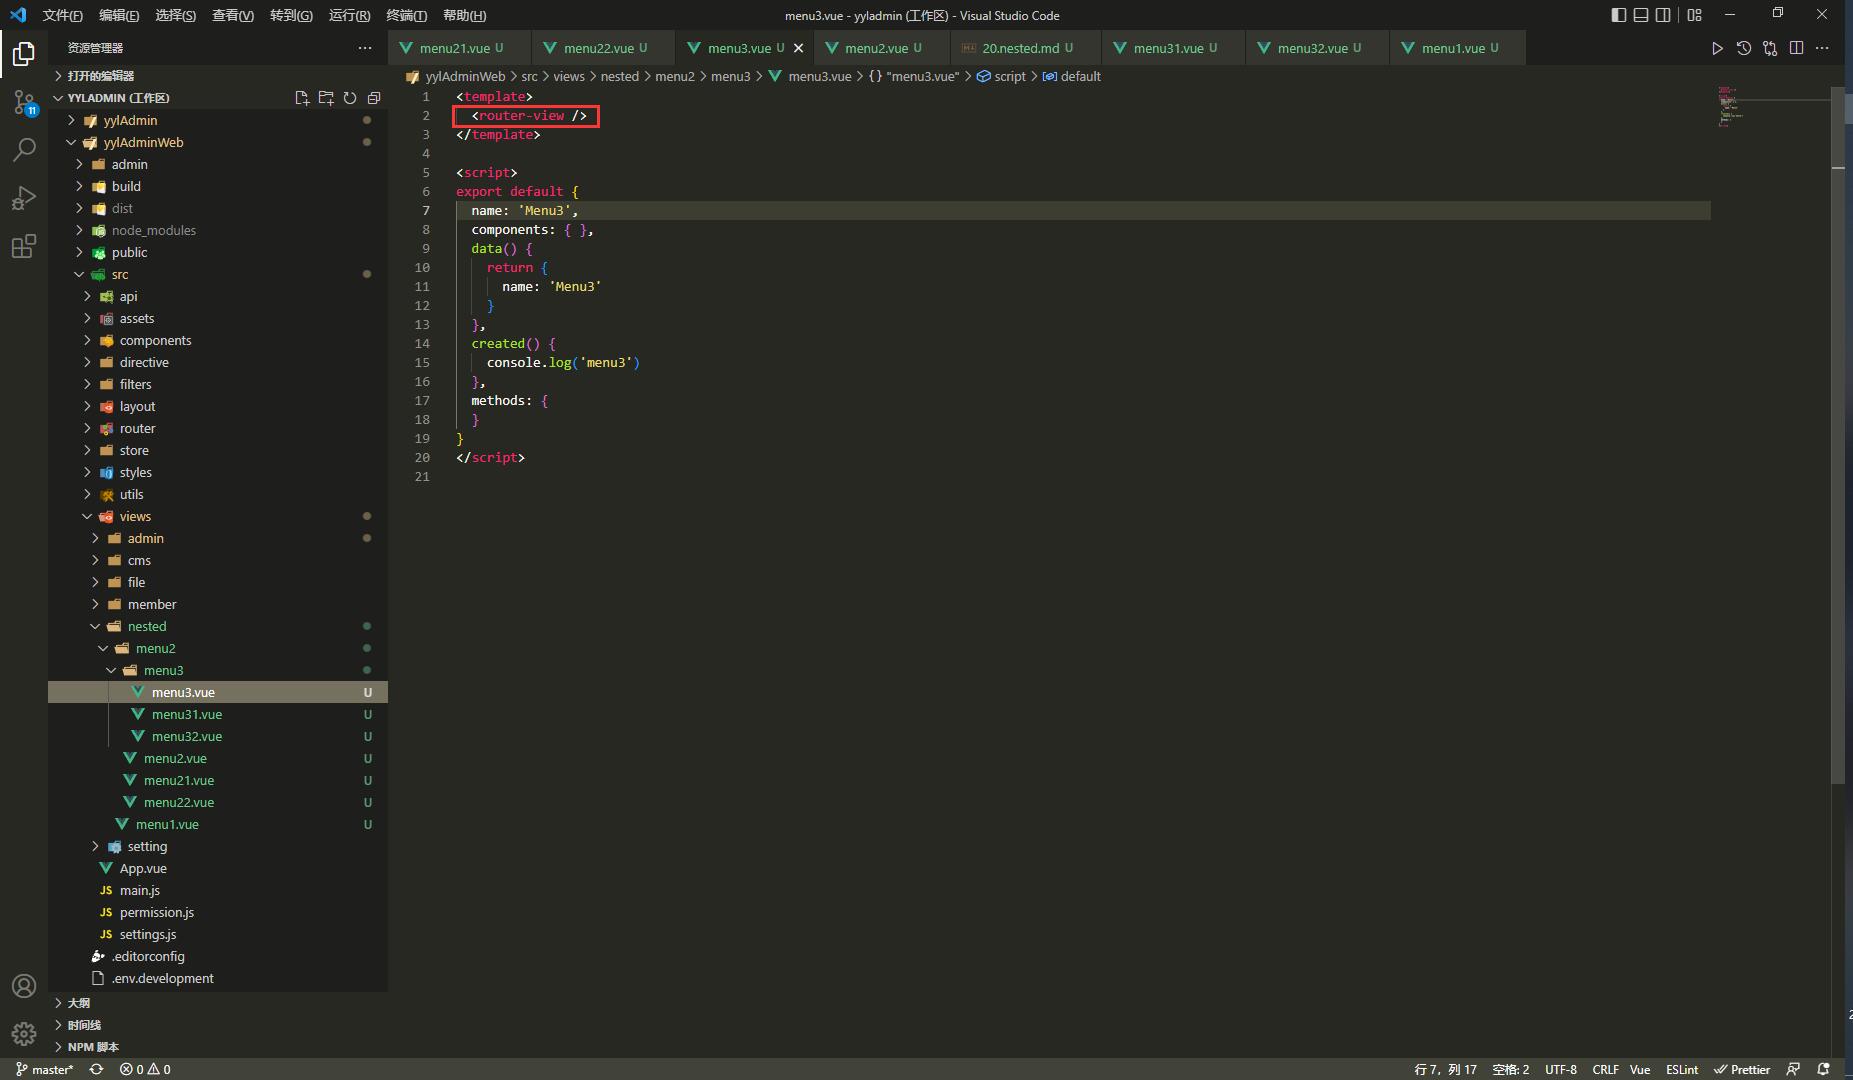 文件(F) 编辑(E) 选择(S) 查看(V) 转到(G) 运行(R) 终端(T) 帮助(H)
menu3.vue - yyladmin (工作区) - Visual Studio Code
资源管理器
menu21.vue U
menu22.vue U
menu3.vue U
menu2.vue U
20.nested.md U
menu31.vue U
menu32.vue U
menu1.vue U
yylAdminWeb > src > views > nested > menu2 > menu3 > menu3.vue > {} "menu3.vue" > script > default
打开的编辑器
YYLADMIN (工作区)
11
yylAdmin
yylAdminWeb
admin
build
dist
node_modules
public
src
api
assets
components
directive
filters
layout
router
store
styles
utils
views
admin
cms
file
member
nested
menu2
menu3
menu3.vue U
menu31.vue U
menu32.vue U
menu2.vue U
menu21.vue U
menu22.vue U
menu1.vue U
setting
App.vue
JS main.js
JS permission.js
JS settings.js
.editorconfig
.env.development
大纲
时间线
NPM 脚本
1 <template>
2 <router-view />
3 </template>
4
5 <script>
6 export default {
7 name: 'Menu3',
8 components: { },
9 data() {
10 return {
11 name: 'Menu3'
12 }
13 },
14 created() {
15 console.log('menu3')
16 },
17 methods: {
18 }
19 }
20 </script>
21
master* 0 0
行 7，列 17 空格: 2 UTF-8 CRLF Vue ESLint Prettier